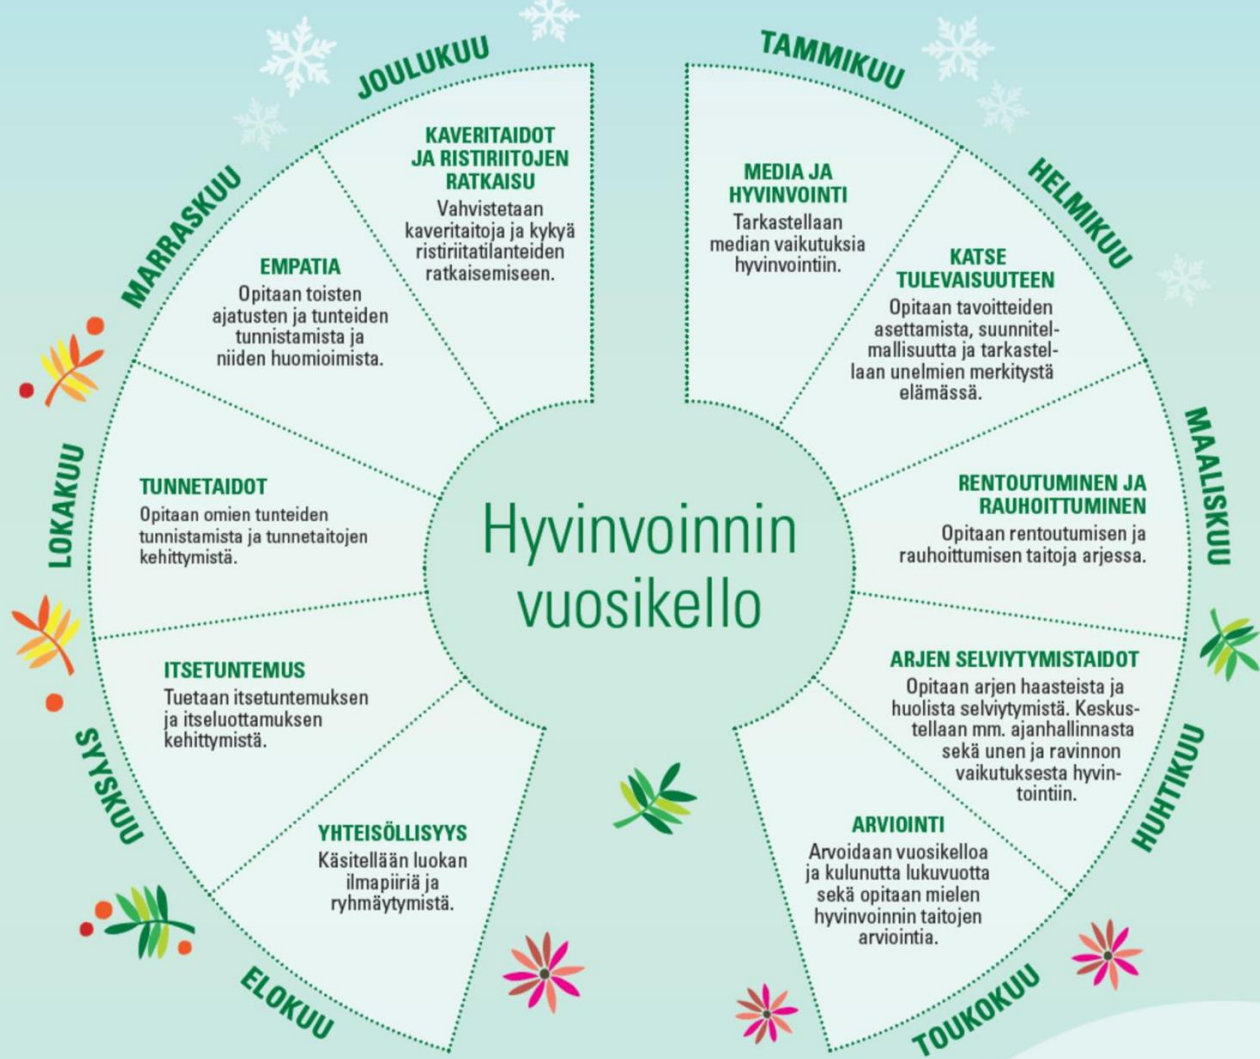 JOULUKUU
KAVERITAIDOT
JA RISTIRIITOJEN
RATKAISU
Vahvistetaan
kaveritaitoja ja kykyä
ristiriitatilanteiden
ratkaisemiseen.
TAMMIKUU
MEDIA JA
HYVINVOINTI
Tarkastellaan
median vaikutuksia
hyvinvointiin.
HELMIKUU
KATSE
TULEVAISUUTEEN
Opitaan tavoitteiden
asettamista, suunnitel-
mallisuutta ja tarkastel-
laan unelmien merkitystä
elämässä.
MAALISKUU
RENTOUTUMINEN JA
RAUHOITTUMINEN
Opitaan rentoutumisen ja
rauhoittumisen taitoja arjessa.
HUHTIKUU
ARJEN SELVIYTYMISTAIDOT
Opitaan arjen haasteista ja
huolista selviytymistä. Keskus-
tellaan mm. ajanhallinnasta
sekä unen ja ravinnon
vaikutuksesta hyvin-
tointiin.
TOUKOKUU
ARVIOINTI
Arvoidaan vuosikelloa
ja kulunutta lukuvuotta
sekä opitaan mielen
hyvinvoinnin taitojen
arviointia.
ELOKUU
YHTEISÖLLISYYS
Käsitellään luokan
ilmapiiriä ja
ryhmäytymistä.
SYYSKUU
ITSETUNTEMUS
Tuetaan itsetuntemuksen
ja itseluottamuksen
kehittymistä.
LOKAKUU
TUNNETAIDOT
Opitaan omien tunteiden
tunnistamista ja tunnetaitojen
kehittymistä.
MARRASKUU
EMPATIA
Opitaan toisten
ajatusten ja tunteiden
tunnistamista ja
niiden huomioimista.
Hyvinvoinnin
vuosikello